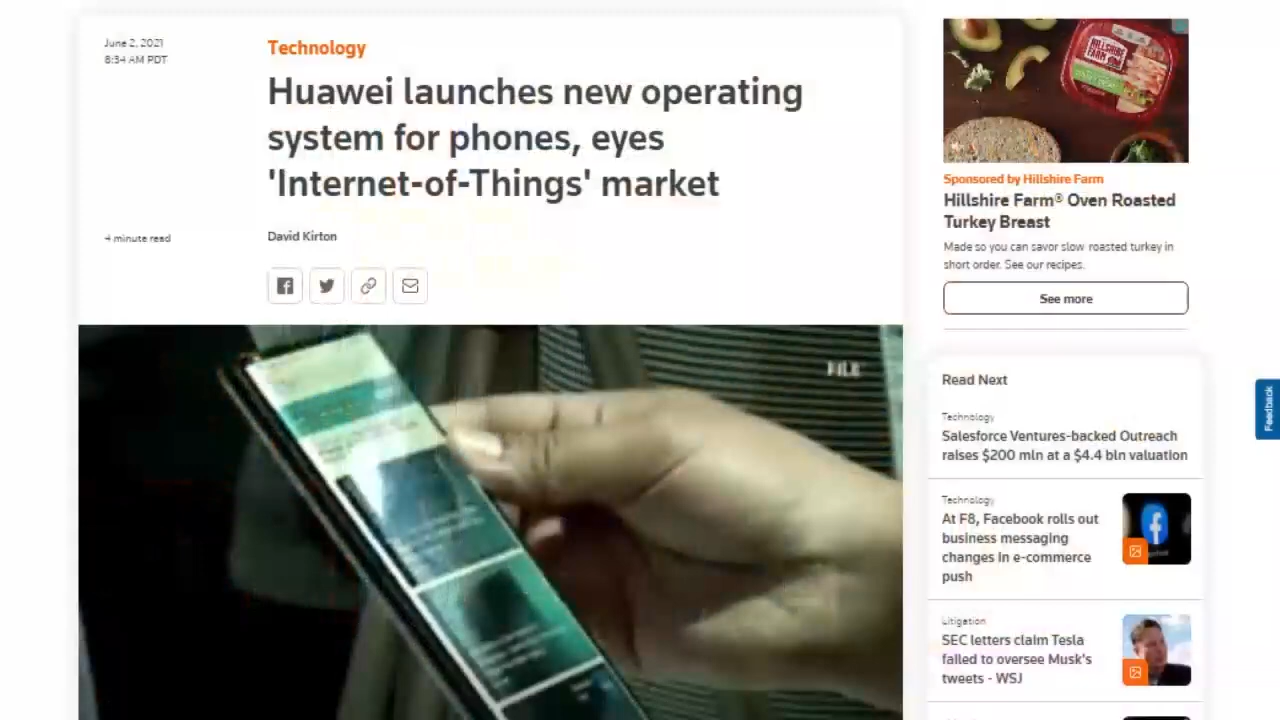 June 2, 2021
8:34 AM PDT
Technology
Huawei launches new operating
system for phones, eyes
'Internet-of-Things' market
4 minute read
David Kirton
FILE
HILLSHIRE
FARM
Sponsored by Hillshire Farm
Hillshire Farm® Oven Roasted
Turkey Breast
Made so you can savor slow roasted turkey in
short order. See our recipes.
See more
Read Next
Technology
Salesforce Ventures-backed Outreach
raises $200 mln at a $4.4 bln valuation
Technology
At F8, Facebook rolls out
business messaging
changes in e-commerce
push
Litigation
SEC letters claim Tesla
failed to oversee Musk's
tweets - WSJ
Feedback